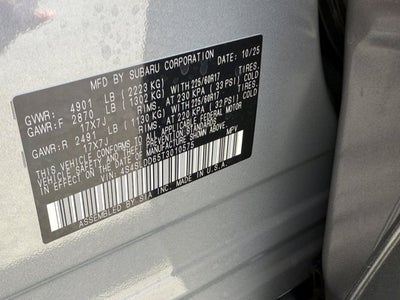 MFD BY SUBARU CORPORATION DATE 10/25
GVWR: 4901 LB (2223 KG)
GAWR:F 2870 LB (1302 KG) WITH 225/60R17 TIRES,
17X7J RIMS, AT 230 KPA ( 33 PSI) COLD
GAWR:R 2491 LB (1130 KG) WITH 225/60R17 TIRES,
17X7J RIMS, AT 220 KPA ( 32 PSI) COLD
THIS VEHICLE CONFORMS TO ALL APPLICABLE FEDERAL
MOTOR VEHICLE SAFETY, BUMPER, AND THEFT
PREVENTION STANDARDS IN EFFECT ON THE DATE OF
MANUFACTURE SHOWN ABOVE.
VIN: MPV
ASSEMBLED BY SIA INC. MADE IN U.S.A.